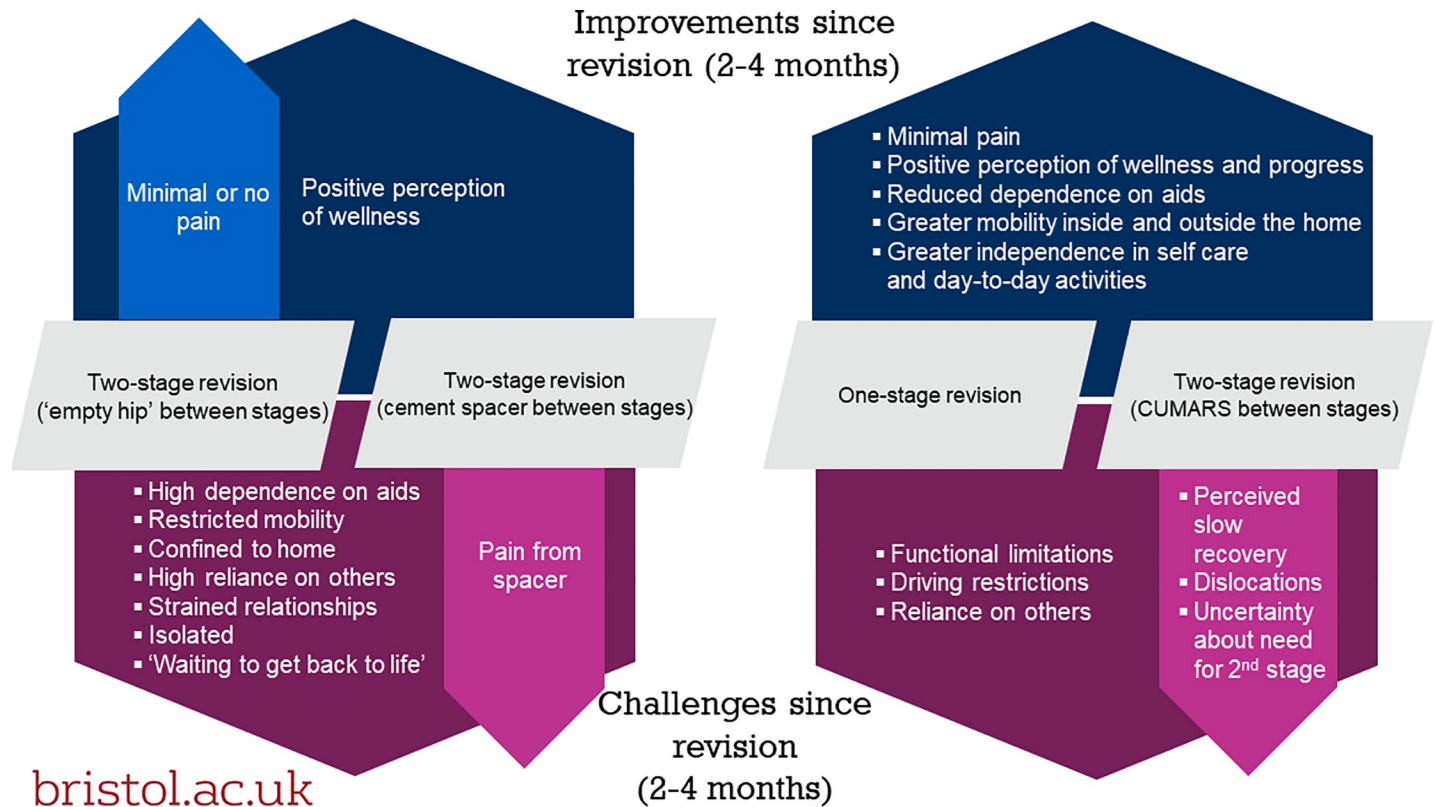 Improvements since
revision (2-4 months)
Minimal or no
pain
Positive perception
of wellness
▪ Minimal pain
▪ Positive perception of wellness and progress
▪ Reduced dependence on aids
▪ Greater mobility inside and outside the home
▪ Greater independence in self care
and day-to-day activities
Two-stage revision
(‘empty hip’ between stages)
Two-stage revision
(cement spacer between stages)
One-stage revision
Two-stage revision
(CUMARS between stages)
▪ High dependence on aids
▪ Restricted mobility
▪ Confined to home
▪ High reliance on others
▪ Strained relationships
▪ Isolated
▪ ‘Waiting to get back to life’
Pain from
spacer
▪ Functional limitations
▪ Driving restrictions
▪ Reliance on others
▪ Perceived
slow
recovery
▪ Dislocations
▪ Uncertainty
about need
for 2nd stage
Challenges since
revision
(2-4 months)
bristol.ac.uk